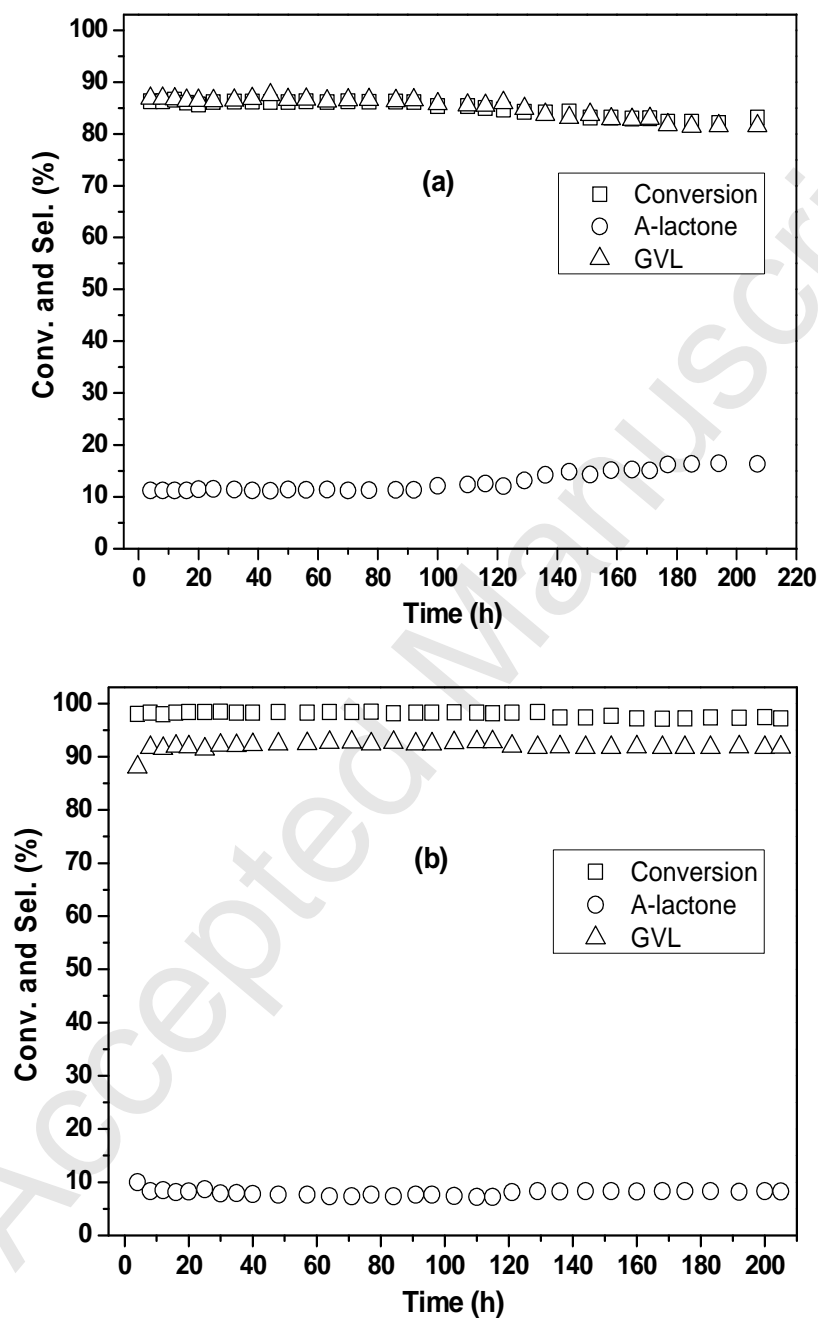 100
90
80
70
60
50
40
30
20
10
0
Conv. and Sel. (%)
(a)
Conversion
A-lactone
GVL
0 20 40 60 80 100 120 140 160 180 200 220
Time (h)
100
90
80
70
60
50
40
30
20
10
0
Conv. and Sel. (%)
(b)
Conversion
A-lactone
GVL
0 20 40 60 80 100 120 140 160 180 200
Time (h)
Accepted Manuscri